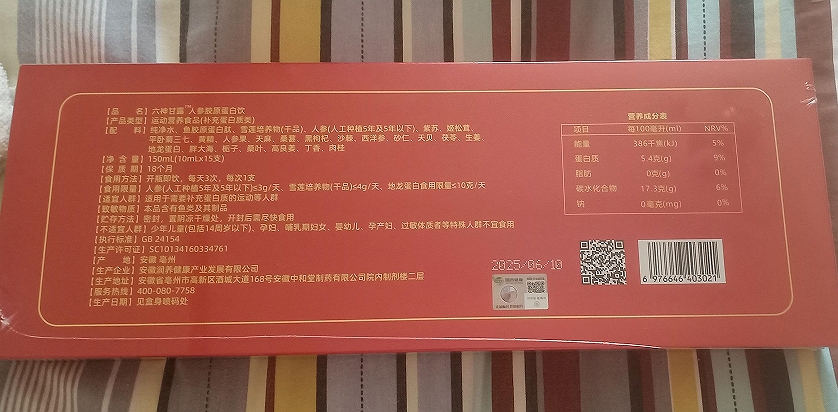 【品　　名】六神甘露™人参胶原蛋白饮
【产品类型】运动营养食品(补充蛋白质类)
【配　　料】纯净水、鱼胶原蛋白肽、雪莲培养物(干品)、人参(人工种植5年及5年以下)、紫苏、姬松茸、
平卧菊三七、黄精、人参果、天麻、桑葚、黑枸杞、沙棘、西洋参、砂仁、天贝、茯苓、生姜
地龙蛋白、胖大海、栀子、桑叶、高良姜、丁香、肉桂
【净 含 量】150mL(10mL×15支)
【保 质 期】18个月
【食用方法】开瓶即饮，每天3次，每次1支
【食用限量】人参(人工种植5年及5年以下)≤3g/天、雪莲培养物(干品)≤4g/天、地龙蛋白食用限量≤10克/天
【适宜人群】适用于需要补充蛋白质的运动等人群
【致敏物质】本品含有鱼类及其制品
【贮存方法】密封，置阴凉干燥处，开封后需尽快食用
【不适宜人群】少年儿童(包括14周岁以下)、孕妇、哺乳期妇女、婴幼儿、孕产妇、过敏体质者等特殊人群不宜食用
【执行标准】GB 24154
【生产许可证】SC10134160334761
【产　　地】安徽 亳州
【生产企业】安徽润养健康产业发展有限公司
【生产地址】安徽省亳州市高新区酒城大道168号安徽中和堂制药有限公司院内制剂楼二层
【服务热线】400-080-7758
【生产日期】见盒身喷码处
营养成分表
项目 每100毫升(ml) NRV%
能量 386千焦(kJ) 5%
蛋白质 5.4克(g) 9%
脂肪 0克(g) 0%
碳水化合物 17.3克(g) 6%
钠 0毫克(mg) 0%
2025/06/10
6 976646 403021